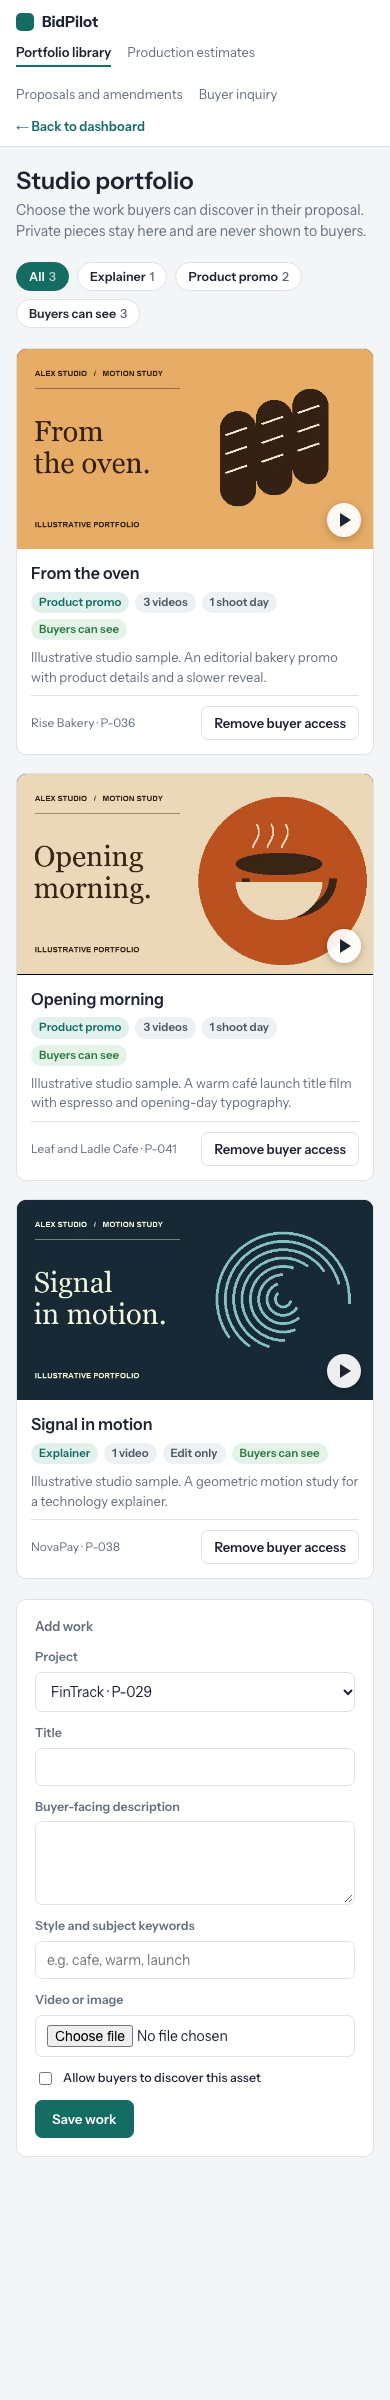 BidPilot
Portfolio library Production estimates
Proposals and amendments Buyer inquiry
← Back to dashboard
Studio portfolio
Choose the work buyers can discover in their proposal.
Private pieces stay here and are never shown to buyers.
All 3 Explainer 1 Product promo 2
Buyers can see 3
ALEX STUDIO / MOTION STUDY
From
the oven.
ILLUSTRATIVE PORTFOLIO
From the oven
Product promo 3 videos 1 shoot day
Buyers can see
Illustrative studio sample. An editorial bakery promo
with product details and a slower reveal.
Rise Bakery · P-036 Remove buyer access
ALEX STUDIO / MOTION STUDY
Opening
morning.
ILLUSTRATIVE PORTFOLIO
Opening morning
Product promo 3 videos 1 shoot day
Buyers can see
Illustrative studio sample. A warm café launch title film
with espresso and opening-day typography.
Leaf and Ladle Cafe · P-041 Remove buyer access
ALEX STUDIO / MOTION STUDY
Signal
in motion.
ILLUSTRATIVE PORTFOLIO
Signal in motion
Explainer 1 video Edit only Buyers can see
Illustrative studio sample. A geometric motion study for
a technology explainer.
NovaPay · P-038 Remove buyer access
Add work
Project
FinTrack · P-029
Title
Buyer-facing description
Style and subject keywords
e.g. cafe, warm, launch
Video or image
Choose file No file chosen
Allow buyers to discover this asset
Save work